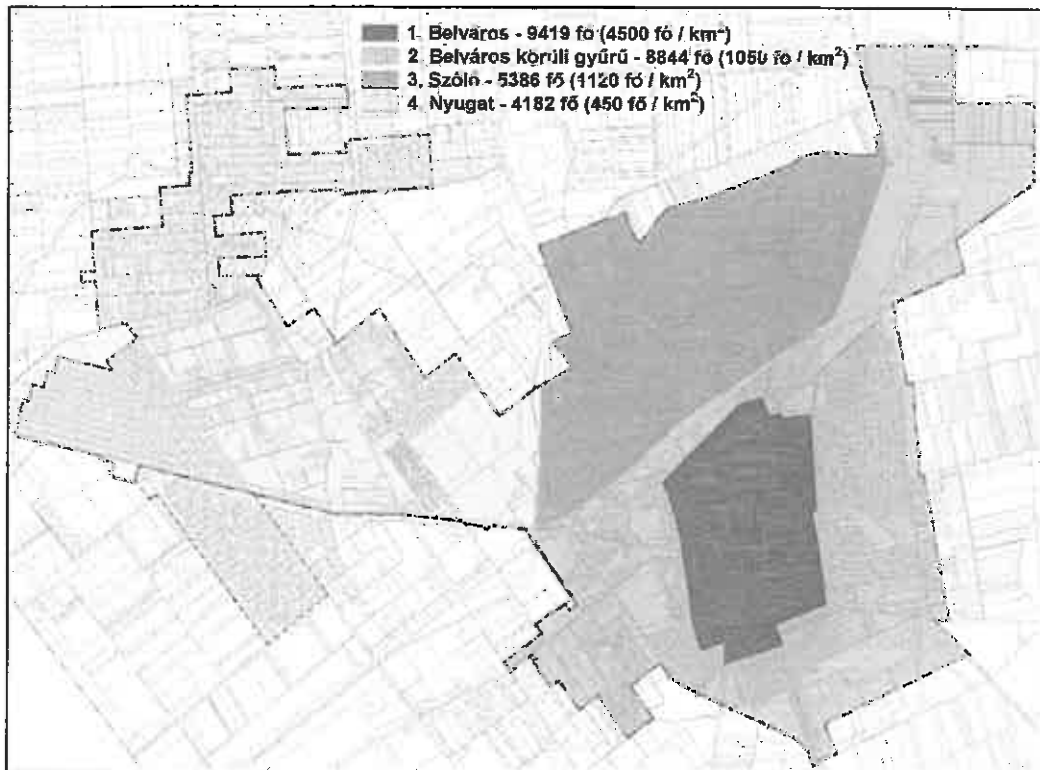 1. Belváros - 9419 fő (4500 fő / km²)
2. Belváros körüli gyűrű - 8844 fő (1050 fő / km²)
3. Szóló - 5386 fő (1120 fő / km²)
4. Nyugat - 4182 fő (450 fő / km²)